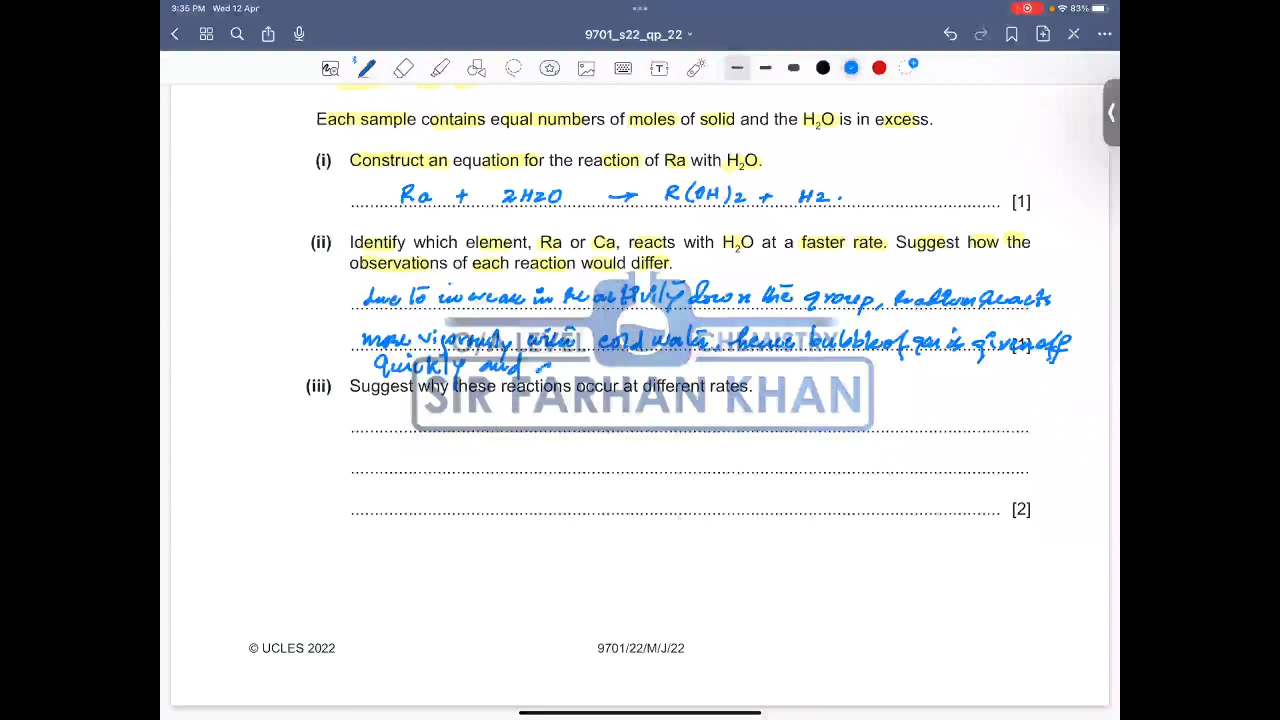 3:35 PM Wed 12 Apr
83%
9701_s22_qp_22
Each sample contains equal numbers of moles of solid and the H₂O is in excess.
(i) Construct an equation for the reaction of Ra with H₂O.
Ra + 2H2O → R(OH)2 + H2. [1]
(ii) Identify which element, Ra or Ca, reacts with H₂O at a faster rate. Suggest how the
observations of each reaction would differ.
due to increase in reactivity down the group, reacts
more vigorously with cold water, hence bubble of gas is given off [1]
quickly and
(iii) Suggest why these reactions occur at different rates.
CHEMISTRY
SIR FARHAN KHAN
[2]
© UCLES 2022
9701/22/M/J/22